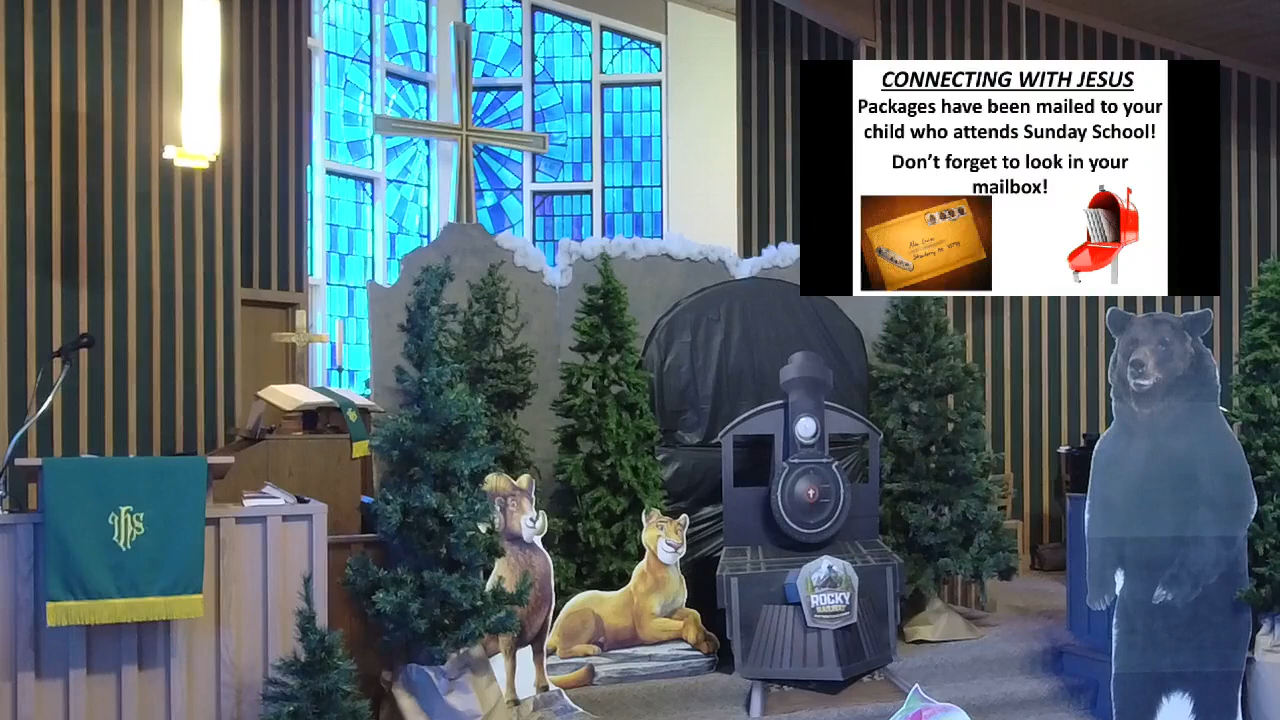 CONNECTING WITH JESUS
Packages have been mailed to your
child who attends Sunday School!
Don't forget to look in your
mailbox!
ihs
ROCKY
RAILWAY